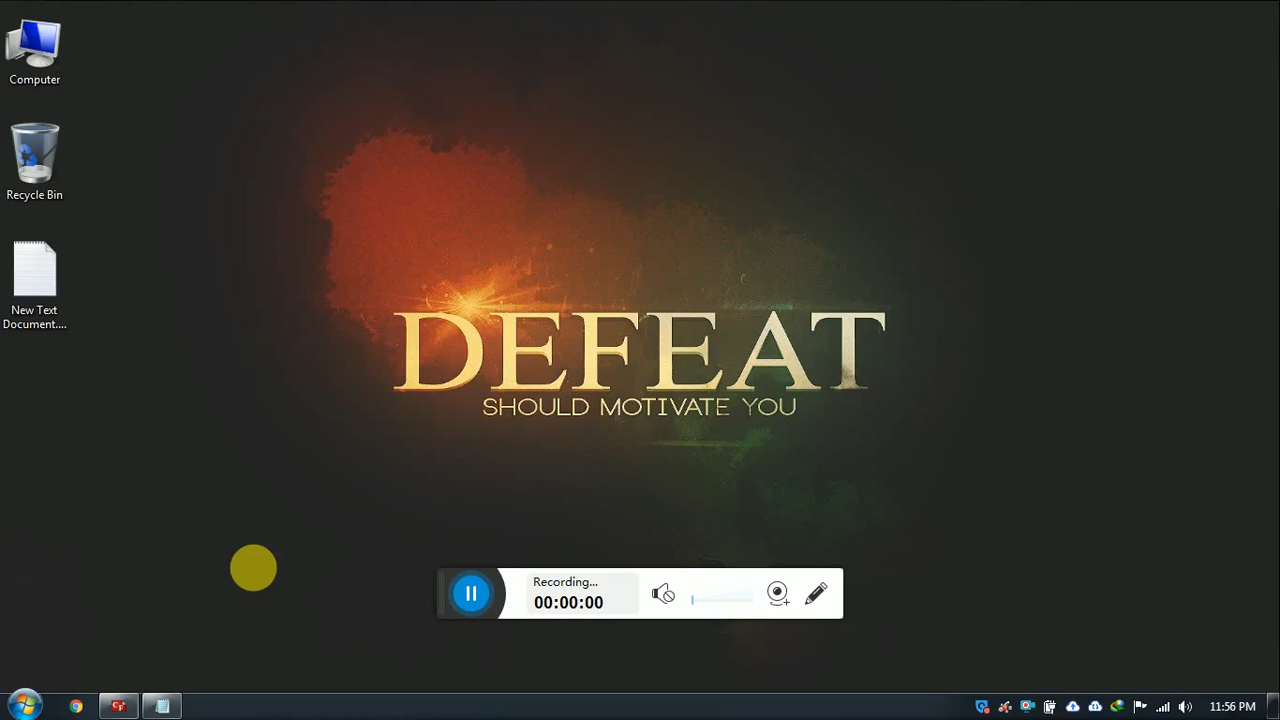 Computer
Recycle Bin
New Text
Document....
DEFEAT
SHOULD MOTIVATE YOU
Recording...
00:00:00
11:56 PM